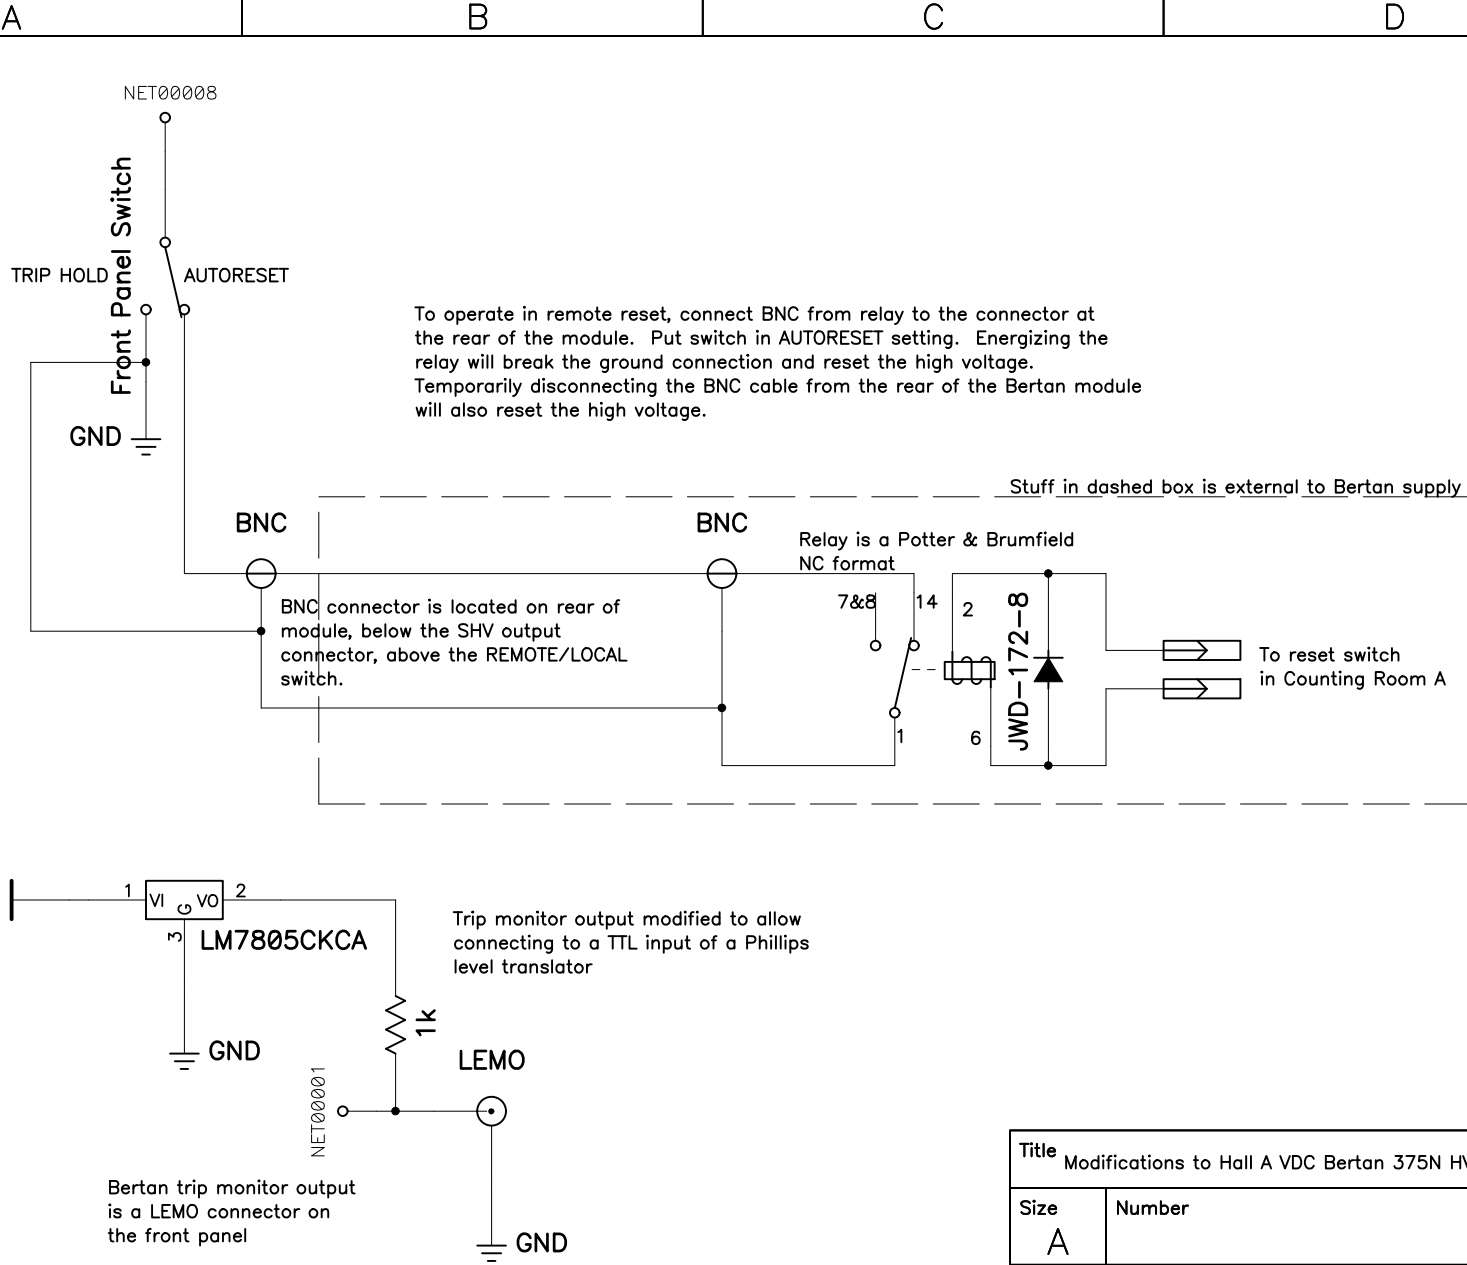 A
B
C
D
NET00008
Front Panel Switch
TRIP HOLD
AUTORESET
To operate in remote reset, connect BNC from relay to the connector at
the rear of the module.  Put switch in AUTORESET setting.  Energizing the
relay will break the ground connection and reset the high voltage.
Temporarily disconnecting the BNC cable from the rear of the Bertan module
will also reset the high voltage.
GND
Stuff in dashed box is external to Bertan supply
BNC
BNC
Relay is a Potter & Brumfield
NC format
7&8
14
2
BNC connector is located on rear of
module, below the SHV output
connector, above the REMOTE/LOCAL
switch.
JWD-172-8
To reset switch
in Counting Room A
1
6
1
VI
G
VO
2
3
LM7805CKCA
Trip monitor output modified to allow
connecting to a TTL input of a Phillips
level translator
1k
GND
LEMO
NET00001
Bertan trip monitor output
is a LEMO connector on
the front panel
GND
Title
Modifications to Hall A VDC Bertan 375N HV
Size
A
Number